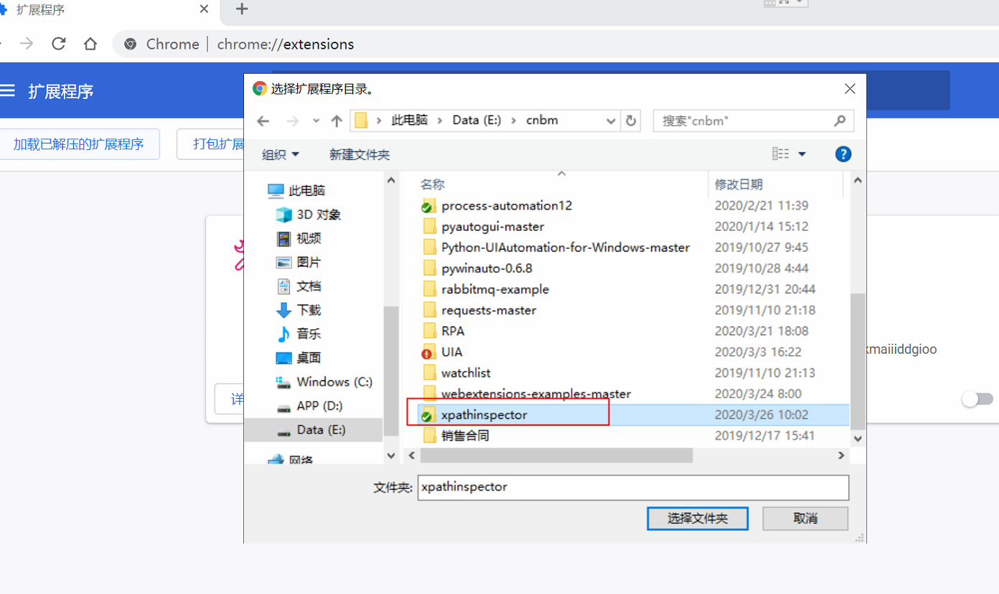 扩展程序
Chrome | chrome://extensions
扩展程序
加载已解压的扩展程序
打包扩展
选择扩展程序目录。
此电脑 > Data (E:) > cnbm
搜索"cnbm"
组织
新建文件夹
此电脑
3D 对象
视频
图片
文档
下载
音乐
桌面
Windows (C:)
APP (D:)
Data (E:)
网络
名称 修改日期
process-automation12 2020/2/21 11:39
pyautogui-master 2020/1/14 15:12
Python-UIAutomation-for-Windows-master 2019/10/27 9:45
pywinauto-0.6.8 2019/10/28 4:44
rabbitmq-example 2019/12/31 20:44
requests-master 2019/11/10 21:18
RPA 2020/3/21 18:08
UIA 2020/3/3 16:22
watchlist 2019/11/10 21:13
webextensions-examples-master 2020/3/24 8:00
xpathinspector 2020/3/26 10:02
销售合同 2019/12/17 15:41
文件夹: xpathinspector
选择文件夹 取消
详
xmaiiiddgioo